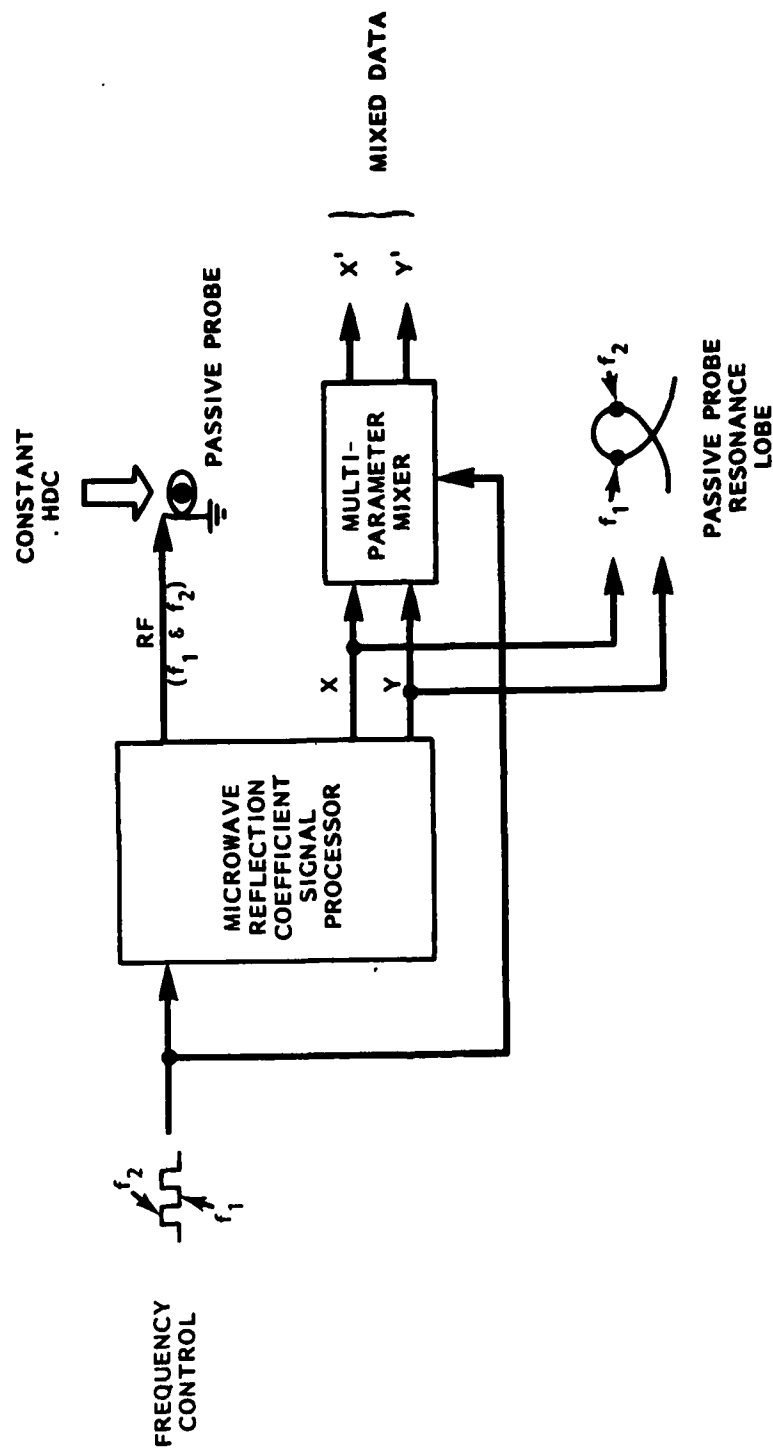 FREQUENCY
CONTROL
f2
f1
MICROWAVE
REFLECTION
COEFFICIENT
SIGNAL
PROCESSOR
RF
(f1 & f2)
CONSTANT
HDC
PASSIVE PROBE
X
Y
MULTI-
PARAMETER
MIXER
X'
Y'
MIXED DATA
f1
f2
PASSIVE PROBE
RESONANCE
LOBE